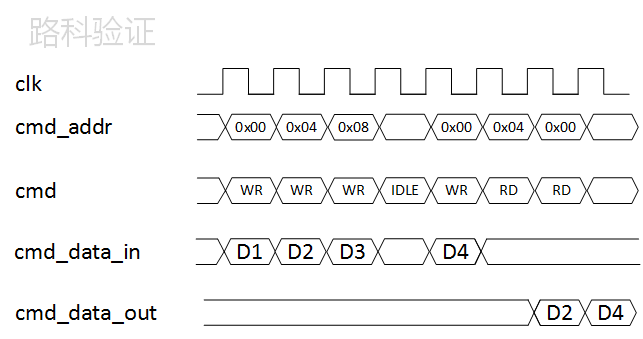 路科验证
clk
cmd_addr 0x00 0x04 0x08 0x00 0x04 0x00
cmd WR WR WR IDLE WR RD RD
cmd_data_in D1 D2 D3 D4
cmd_data_out D2 D4